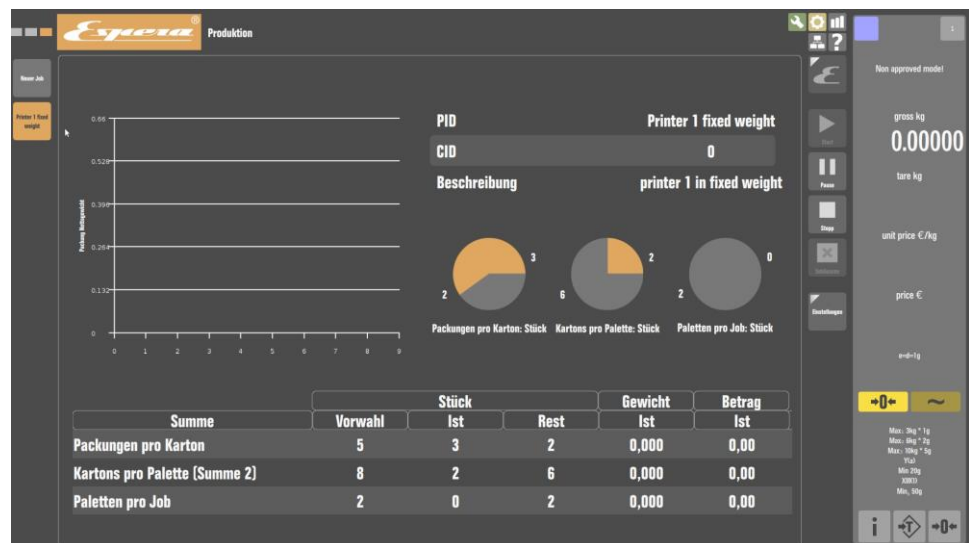 Espera®
Produktion
Neuer Job
Printer 1 fixed
weight
0.66
0.528
0.396
0.264
0.132
0
Packung Nettogewicht
0 1 2 3 4 5 6 7 8 9
PID Printer 1 fixed weight
CID 0
Beschreibung printer 1 in fixed weight
3
2
Packungen pro Karton: Stück
2
6
Kartons pro Palette: Stück
0
2
Paletten pro Job: Stück
Stück Gewicht Betrag
Summe Vorwahl Ist Rest Ist Ist
Packungen pro Karton 5 3 2 0,000 0,00
Kartons pro Palette (Summe 2) 8 2 6 0,000 0,00
Paletten pro Job 2 0 2 0,000 0,00
?
E
Start
Pause
Stopp
Einstellungen
Non approved mode!
gross kg
0.00000
tare kg
unit price €/kg
price €
e=d=1g
→0←
~
Max: 3kg * 1g
Max: 6kg * 2g
Max: 10kg * 5g
Y(a)
Min 20g
Min, 50g
i
→T←
→0←